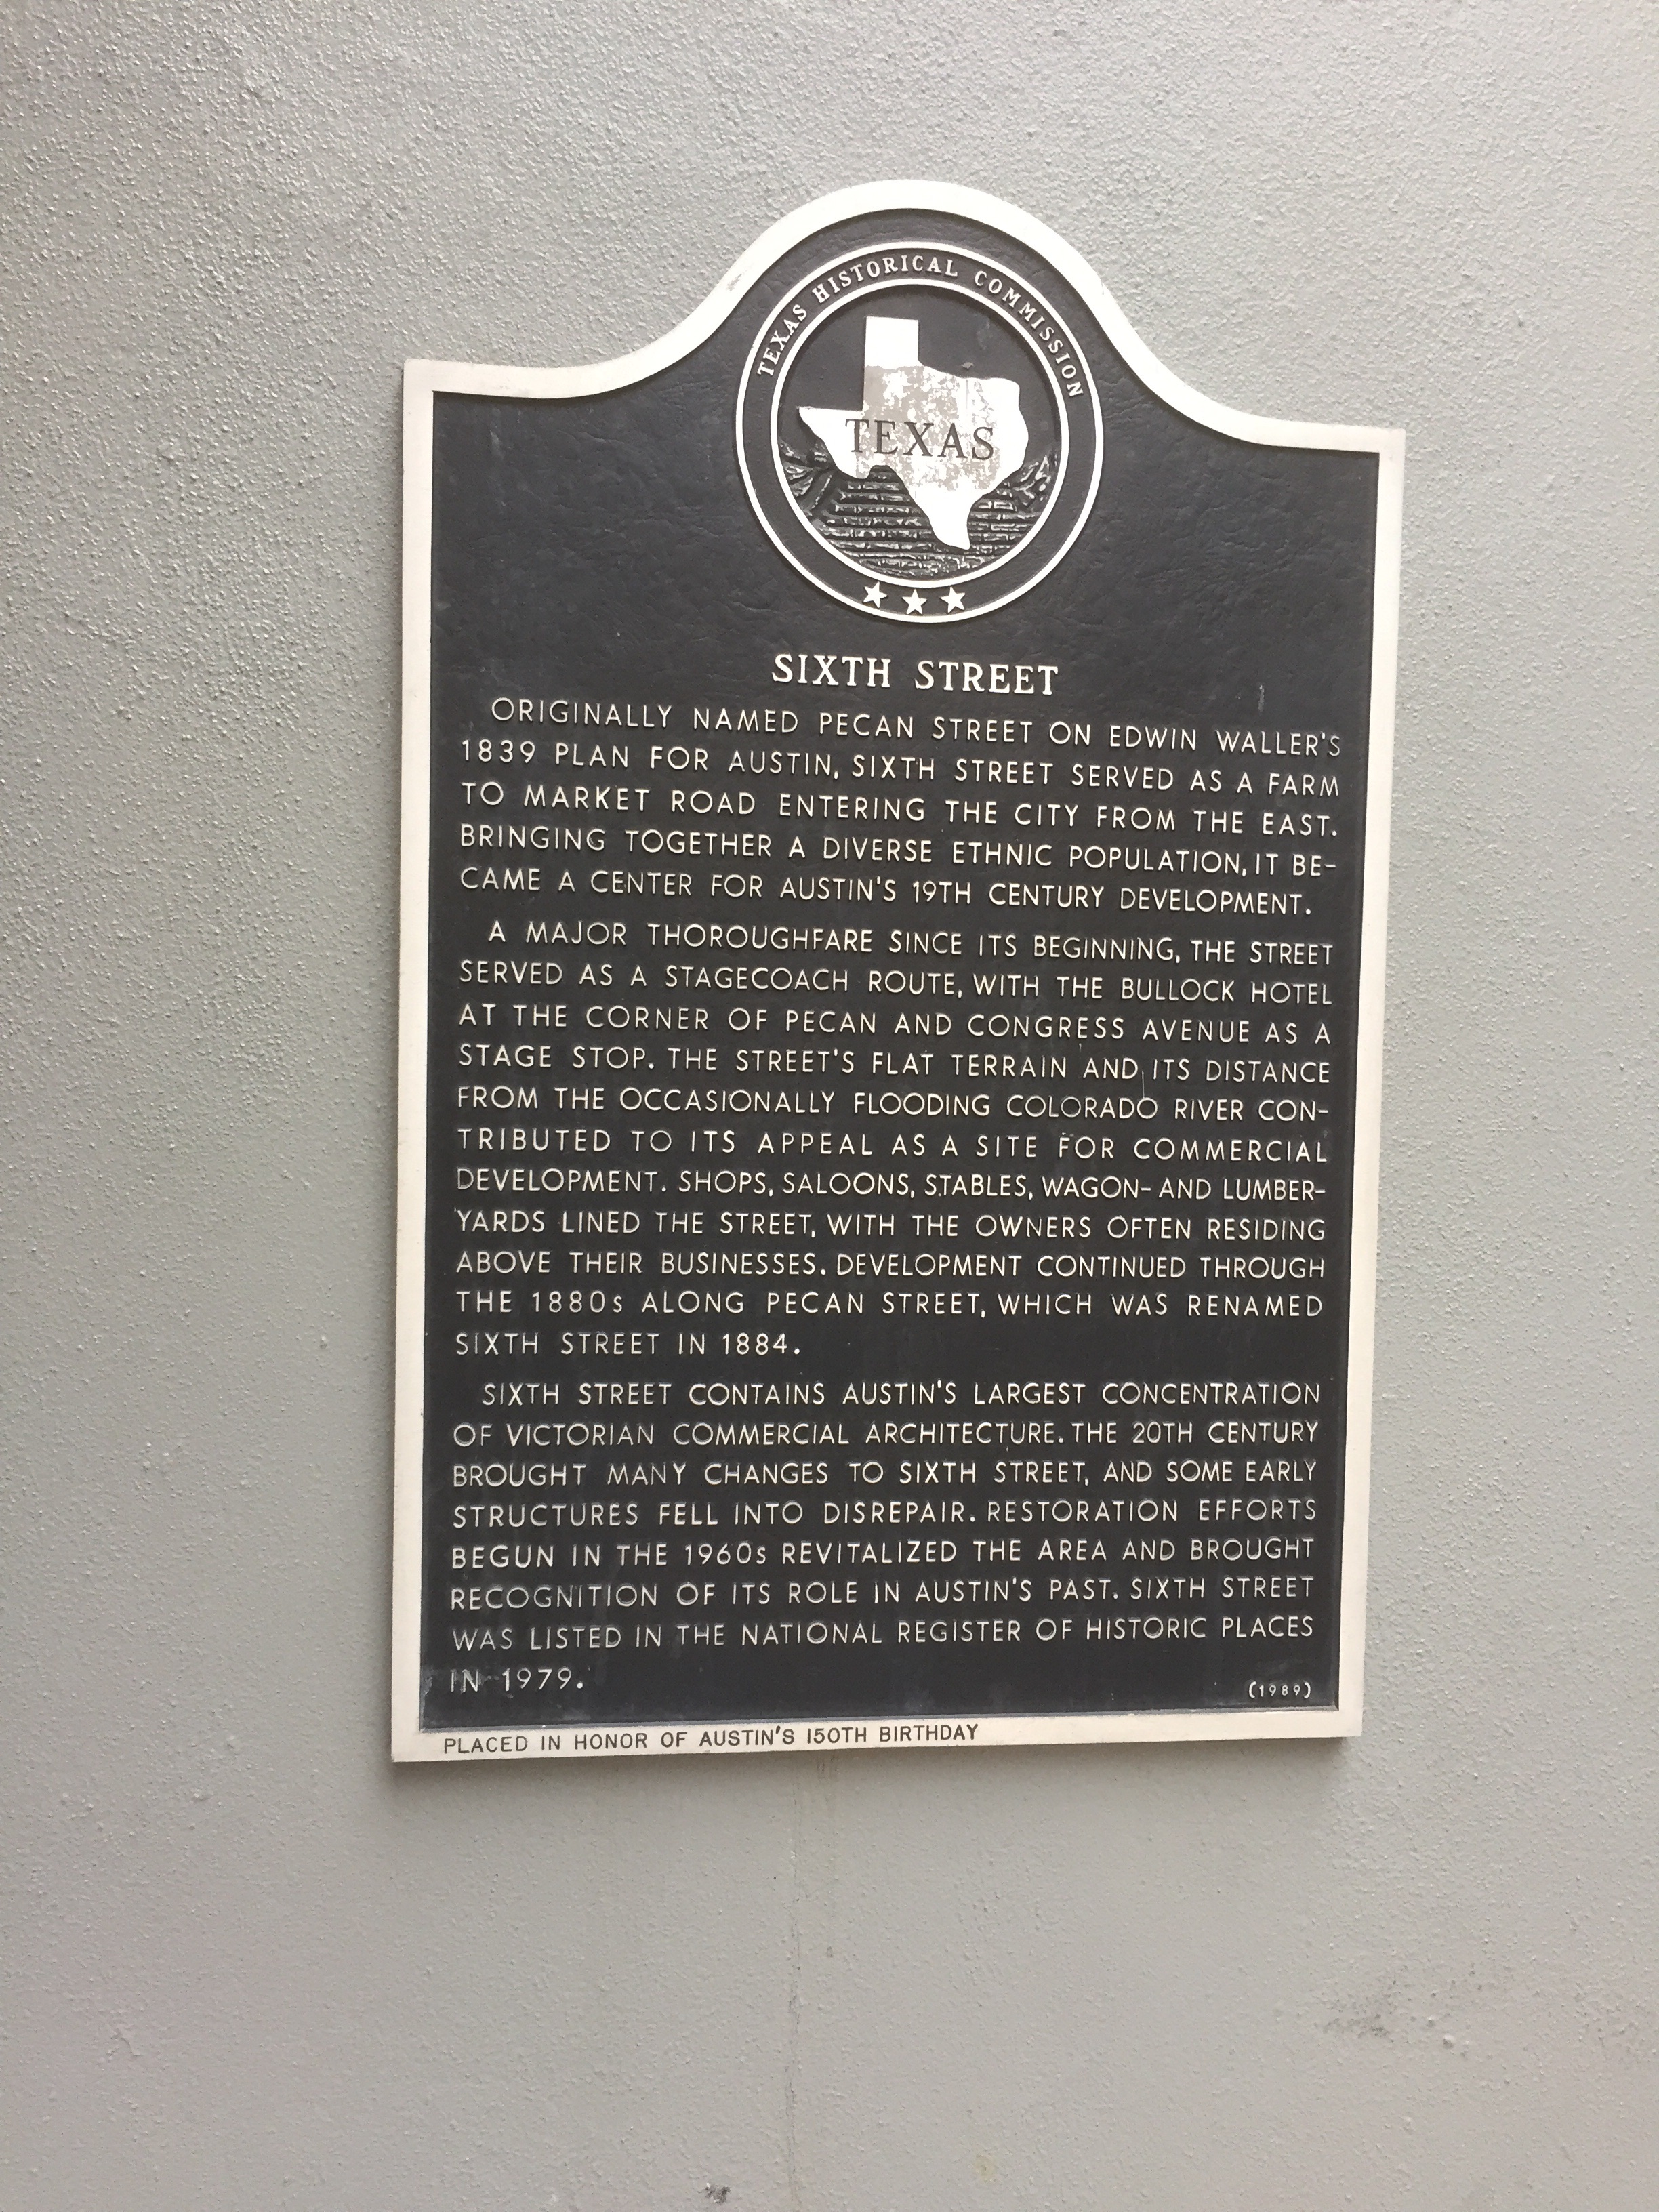 TEXAS HISTORICAL COMMISSION
TEXAS
SIXTH STREET
ORIGINALLY NAMED PECAN STREET ON EDWIN WALLER'S
1839 PLAN FOR AUSTIN, SIXTH STREET SERVED AS A FARM
TO MARKET ROAD ENTERING THE CITY FROM THE EAST.
BRINGING TOGETHER A DIVERSE ETHNIC POPULATION, IT BE-
CAME A CENTER FOR AUSTIN'S 19TH CENTURY DEVELOPMENT.
A MAJOR THOROUGHFARE SINCE ITS BEGINNING, THE STREET
SERVED AS A STAGECOACH ROUTE, WITH THE BULLOCK HOTEL
AT THE CORNER OF PECAN AND CONGRESS AVENUE AS A
STAGE STOP. THE STREET'S FLAT TERRAIN AND ITS DISTANCE
FROM THE OCCASIONALLY FLOODING COLORADO RIVER CON-
TRIBUTED TO ITS APPEAL AS A SITE FOR COMMERCIAL
DEVELOPMENT. SHOPS, SALOONS, STABLES, WAGON- AND LUMBER-
YARDS LINED THE STREET, WITH THE OWNERS OFTEN RESIDING
ABOVE THEIR BUSINESSES. DEVELOPMENT CONTINUED THROUGH
THE 1880s ALONG PECAN STREET, WHICH WAS RENAMED
SIXTH STREET IN 1884.
SIXTH STREET CONTAINS AUSTIN'S LARGEST CONCENTRATION
OF VICTORIAN COMMERCIAL ARCHITECTURE. THE 20TH CENTURY
BROUGHT MANY CHANGES TO SIXTH STREET, AND SOME EARLY
STRUCTURES FELL INTO DISREPAIR. RESTORATION EFFORTS
BEGUN IN THE 1960s REVITALIZED THE AREA AND BROUGHT
RECOGNITION OF ITS ROLE IN AUSTIN'S PAST. SIXTH STREET
WAS LISTED IN THE NATIONAL REGISTER OF HISTORIC PLACES
IN 1979.
(1989)
PLACED IN HONOR OF AUSTIN'S 150TH BIRTHDAY